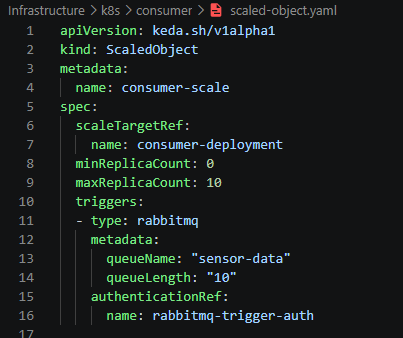 Infrastructure > k8s > consumer > scaled-object.yaml
1 apiVersion: keda.sh/v1alpha1
2 kind: ScaledObject
3 metadata:
4   name: consumer-scale
5 spec:
6   scaleTargetRef:
7     name: consumer-deployment
8   minReplicaCount: 0
9   maxReplicaCount: 10
10   triggers:
11   - type: rabbitmq
12     metadata:
13       queueName: "sensor-data"
14       queueLength: "10"
15     authenticationRef:
16       name: rabbitmq-trigger-auth
17